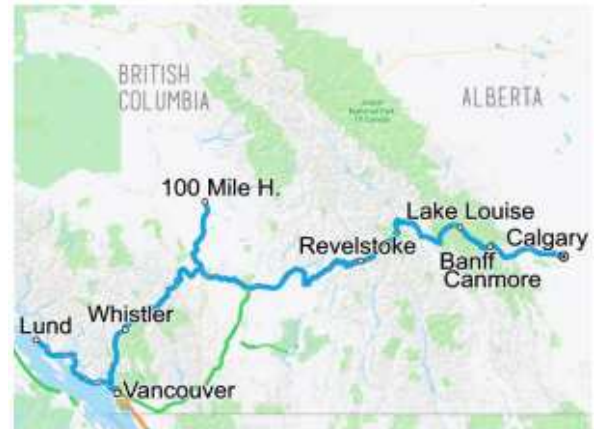 BRITISH
COLUMBIA
ALBERTA
100 Mile H.
Lake Louise
Revelstoke
Calgary
Banff
Canmore
Whistler
Lund
Vancouver